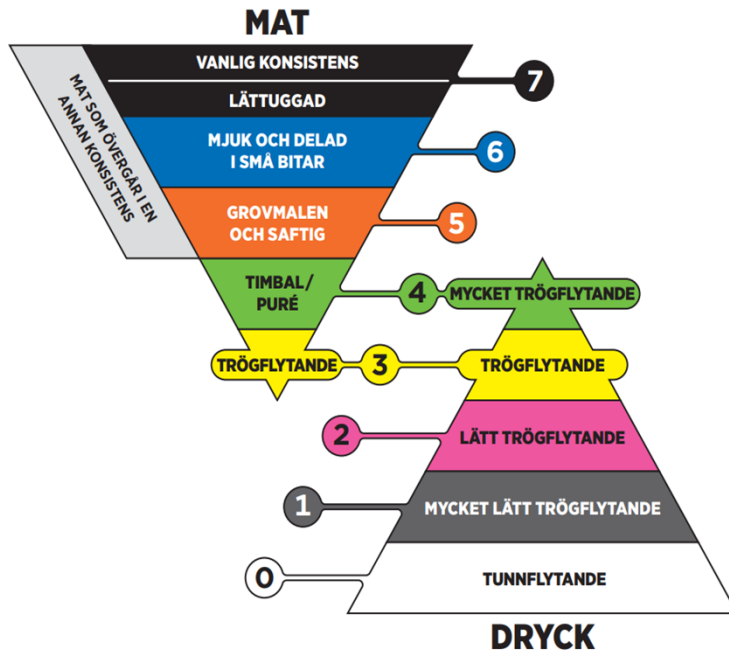 MAT
VANLIG KONSISTENS
7
LÄTTUGGAD
MAT SOM ÖVERGÅR I EN
ANNAN KONSISTENS
MJUK OCH DELAD
I SMÅ BITAR
6
GROVMALEN
OCH SAFTIG
5
TIMBAL/
PURÉ
4
MYCKET TRÖGFLYTANDE
TRÖGFLYTANDE
3
TRÖGFLYTANDE
2
LÄTT TRÖGFLYTANDE
1
MYCKET LÄTT TRÖGFLYTANDE
0
TUNNFLYTANDE
DRYCK